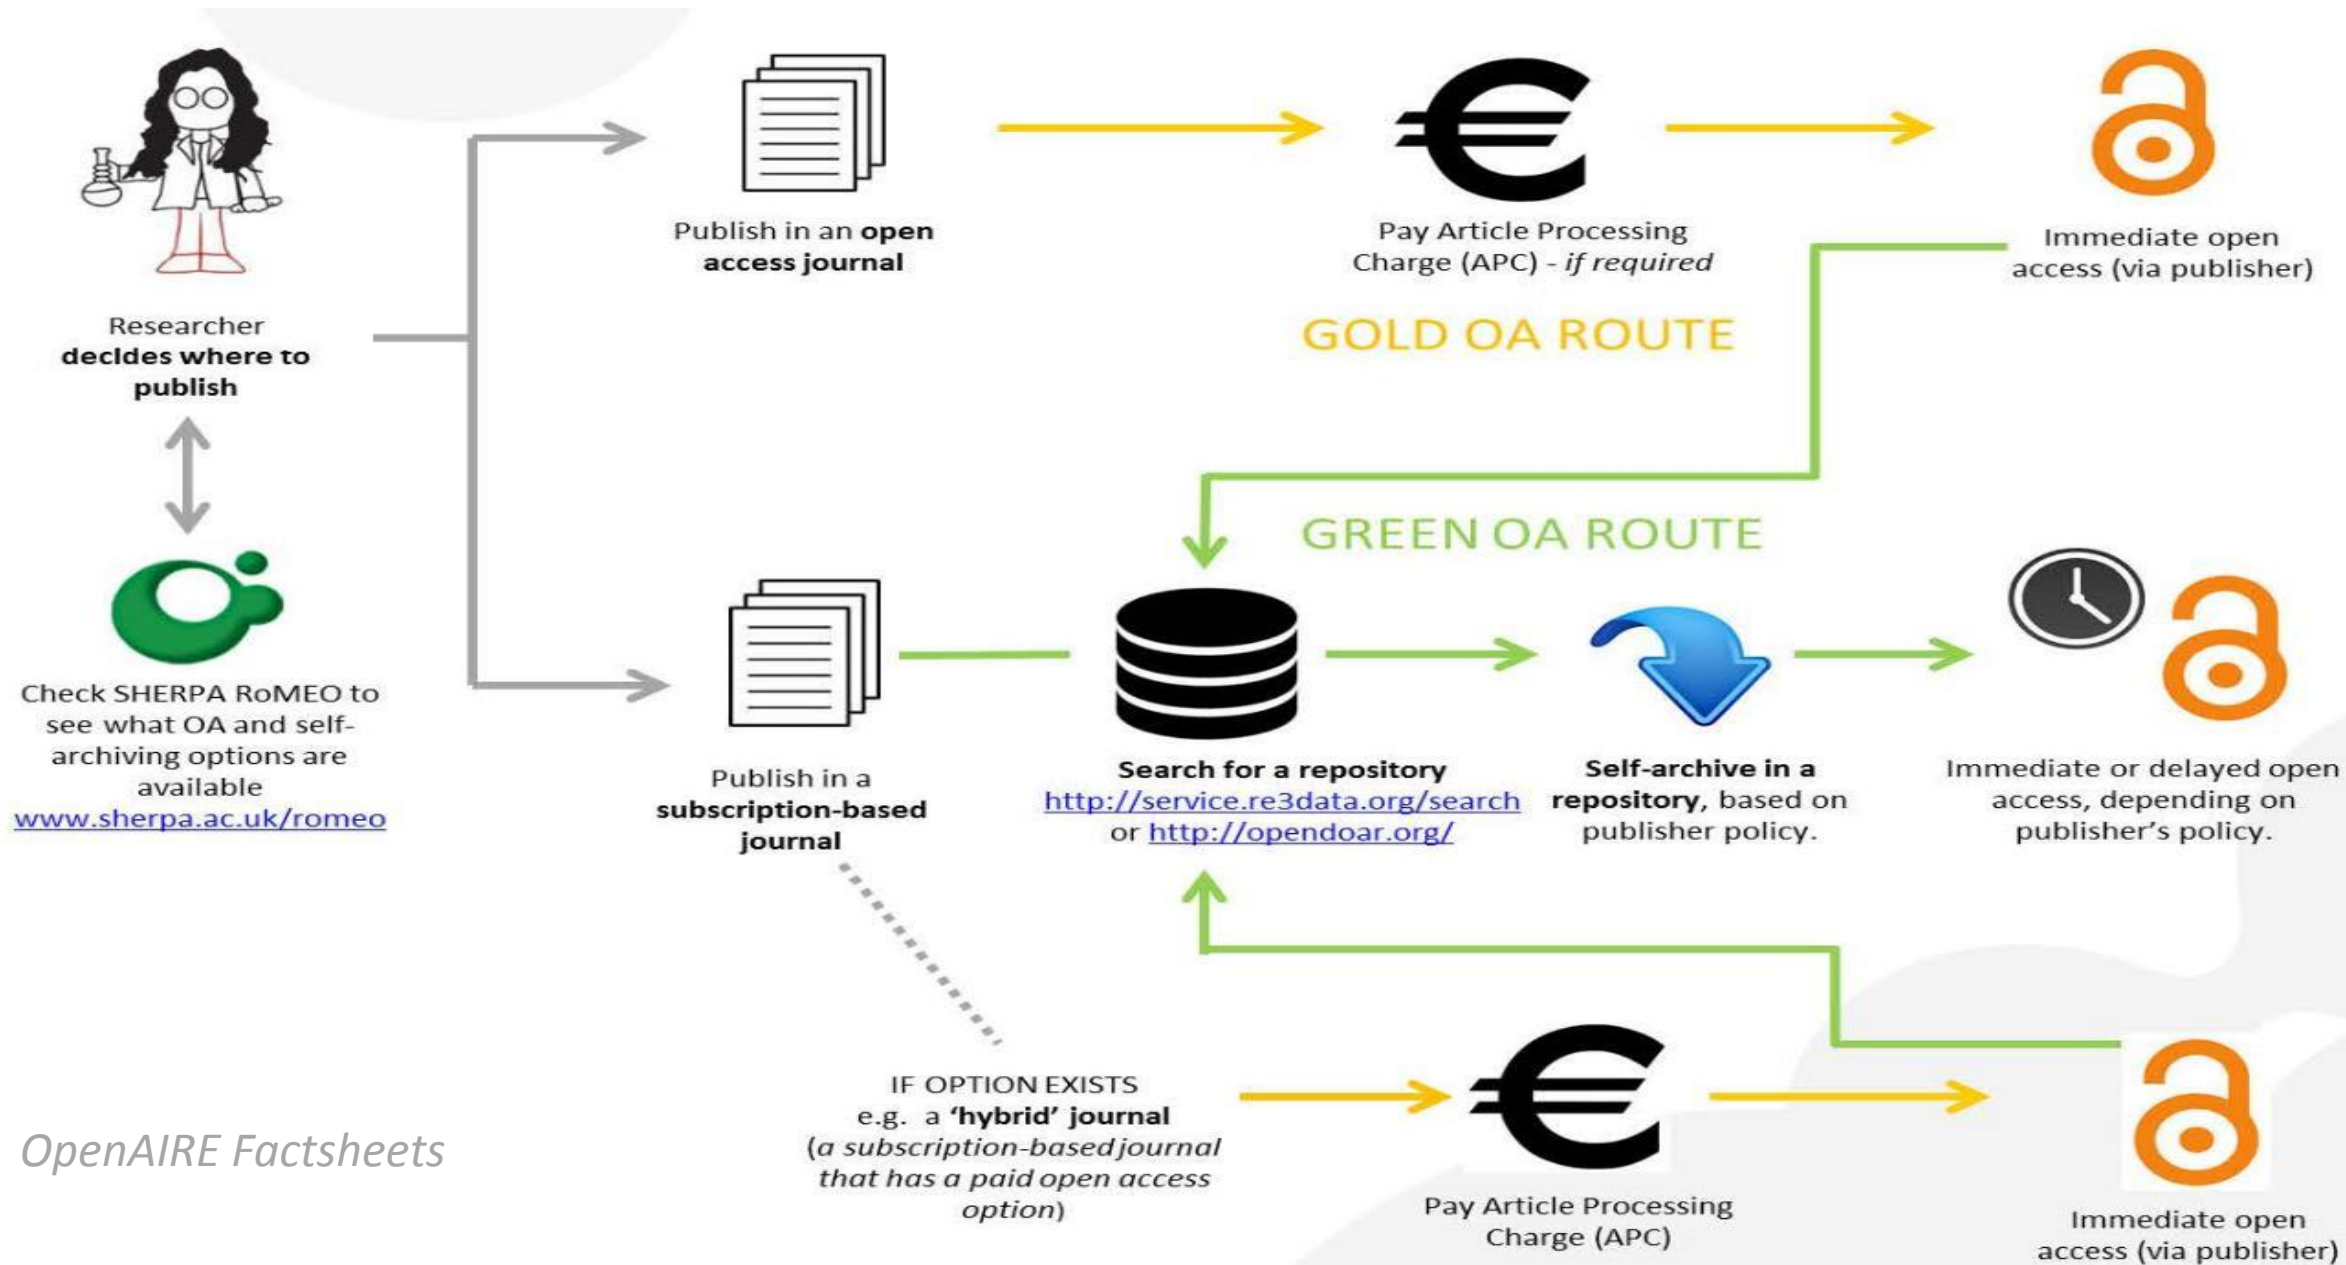 Researcher
decides where to
publish
Check SHERPA RoMEO to
see what OA and self-
archiving options are
available
www.sherpa.ac.uk/romeo
Publish in an open
access journal
Pay Article Processing
Charge (APC) - if required
Immediate open
access (via publisher)
GOLD OA ROUTE
GREEN OA ROUTE
Publish in a
subscription-based
journal
Search for a repository
http://service.re3data.org/search
or http://opendoar.org/
Self-archive in a
repository, based on
publisher policy.
Immediate or delayed open
access, depending on
publisher’s policy.
IF OPTION EXISTS
e.g. a ‘hybrid’ journal
(a subscription-based journal
that has a paid open access
option)
Pay Article Processing
Charge (APC)
Immediate open
access (via publisher)
OpenAIRE Factsheets